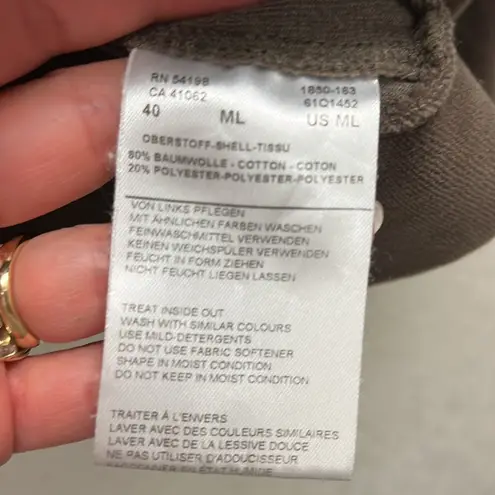 RN 54198 1850-163
CA 41062 61Q1452
40 ML US ML
OBERSTOFF-SHELL-TISSU
80% BAUMWOLLE - COTTON - COTON
20% POLYESTER-POLYESTER-POLYESTER
VON LINKS PFLEGEN
MIT ÄHNLICHEN FARBEN WASCHEN
FEINWASCHMITTEL VERWENDEN
KEINEN WEICHSPÜLER VERWENDEN
FEUCHT IN FORM ZIEHEN
NICHT FEUCHT LIEGEN LASSEN
TREAT INSIDE OUT
WASH WITH SIMILAR COLOURS
USE MILD DETERGENTS
DO NOT USE FABRIC SOFTENER
SHAPE IN MOIST CONDITION
DO NOT KEEP IN MOIST CONDITION
TRAITER À L'ENVERS
LAVER AVEC DES COULEURS SIMILAIRES
LAVER AVEC DE LA LESSIVE DOUCE
NE PAS UTILISER D'ADOUCISSEUR
EN ÉTAT HUMIDE